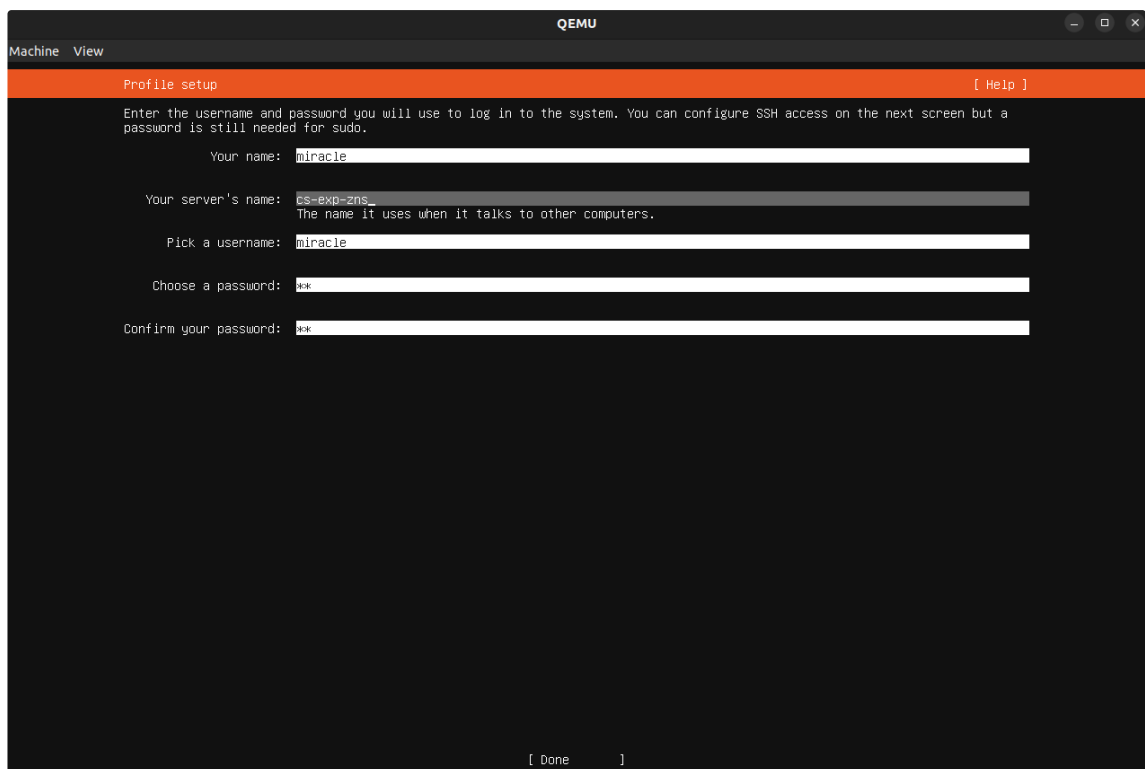 QEMU
Machine View
Profile setup [ Help ]
Enter the username and password you will use to log in to the system. You can configure SSH access on the next screen but a
password is still needed for sudo.
Your name: miracle
Your server's name: cs-exp-zns_
The name it uses when it talks to other computers.
Pick a username: miracle
Choose a password: **
Confirm your password: **
[ Done ]